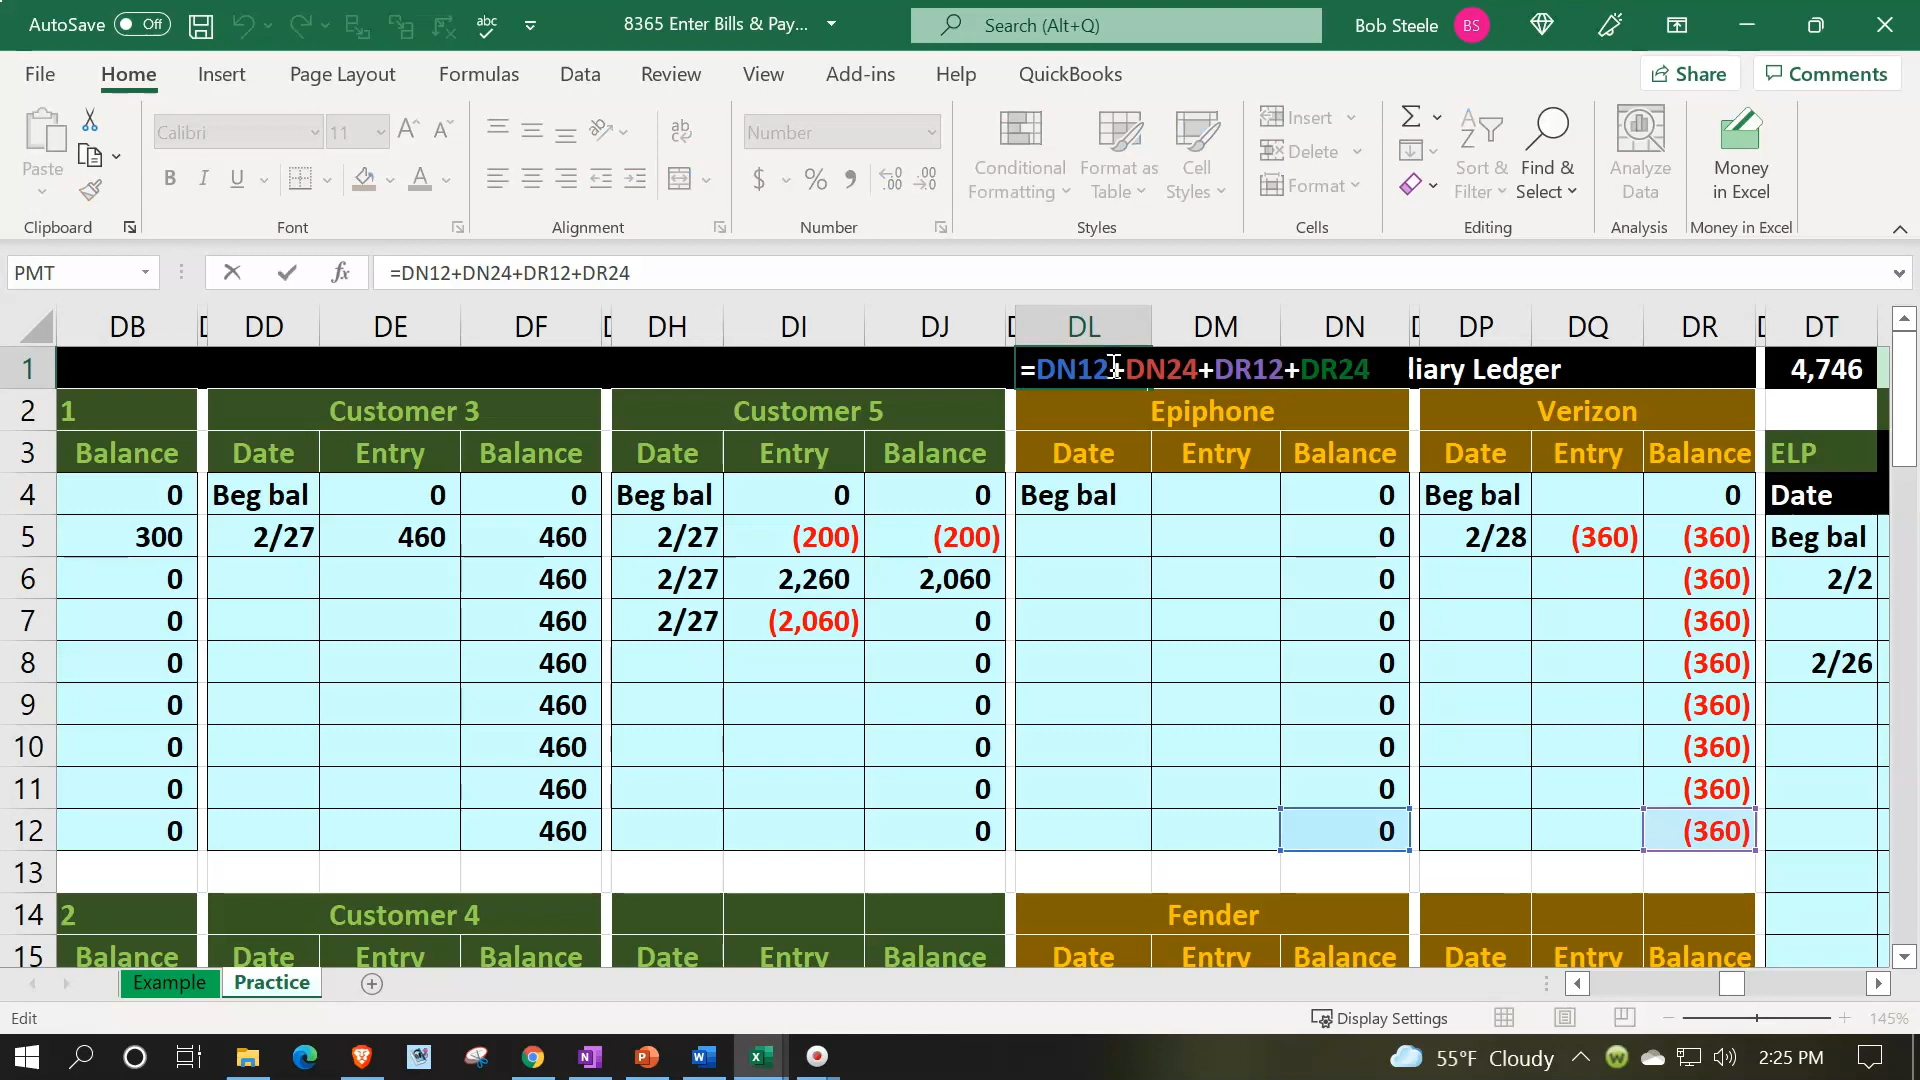 AutoSave Off abc 8365 Enter Bills & Pay... Search (Alt+Q) Bob Steele BS
File Home Insert Page Layout Formulas Data Review View Add-ins Help QuickBooks Share Comments
Paste Calibri 11 A A ab Number Conditional Formatting Format as Table Cell Styles Insert Delete Format Sort & Filter Find & Select Analyze Data Money in Excel
B I U A $ % 9 .00
Clipboard Font Alignment Number Styles Cells Editing Analysis Money in Excel
PMT fx =DN12+DN24+DR12+DR24
DB DD DE DF DH DI DJ DL DM DN DP DQ DR DT
1 =DN12+DN24+DR12+DR24 liary Ledger 4,746
2 1 Customer 3 Customer 5 Epiphone Verizon
3 Balance Date Entry Balance Date Entry Balance Date Entry Balance Date Entry Balance ELP
4 0 Beg bal 0 0 Beg bal 0 0 Beg bal 0 Beg bal 0 Date
5 300 2/27 460 460 2/27 (200) (200) 0 2/28 (360) (360) Beg bal
6 0 460 2/27 2,260 2,060 0 (360) 2/2
7 0 460 2/27 (2,060) 0 0 (360)
8 0 460 0 0 (360) 2/26
9 0 460 0 0 (360)
10 0 460 0 0 (360)
11 0 460 0 0 (360)
12 0 460 0 0 (360)
13
14 2 Customer 4 Fender
15 Balance Date Entry Balance Date Entry Balance Date Entry Balance Date Entry Balance
Example Practice
Edit Display Settings 145%
55°F Cloudy 2:25 PM